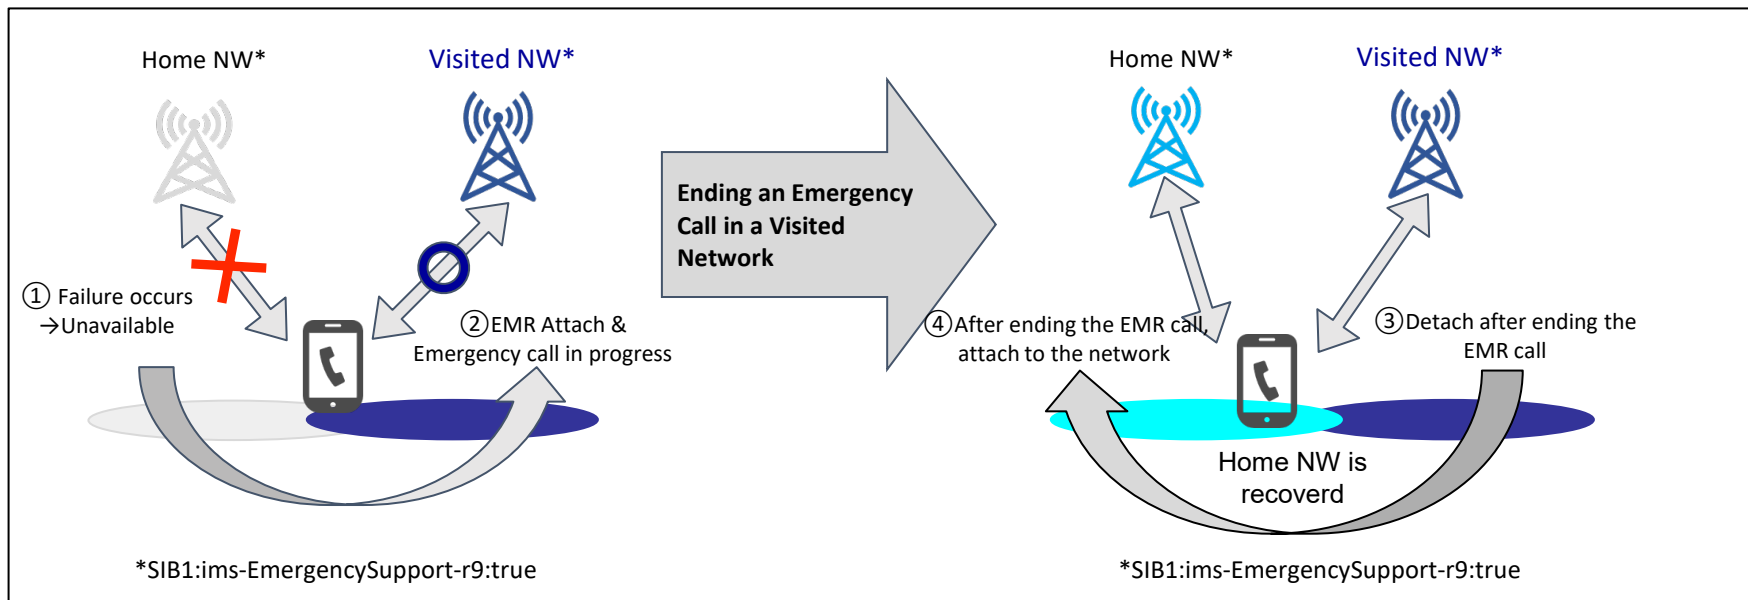 Home NW*
Visited NW*
① Failure occurs
→Unavailable
②EMR Attach &
Emergency call in progress
*SIB1:ims-EmergencySupport-r9:true
Ending an Emergency
Call in a Visited
Network
Home NW*
Visited NW*
④After ending the EMR call,
attach to the network
③Detach after ending the
EMR call
Home NW is
recoverd
*SIB1:ims-EmergencySupport-r9:true